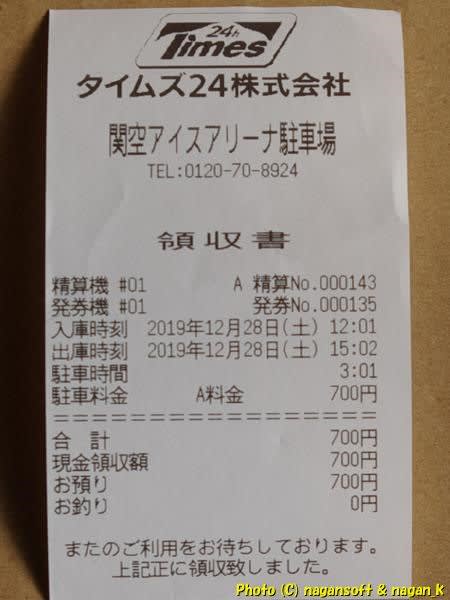 24h
Times
タイムズ24株式会社
関空アイスアリーナ駐車場
TEL:0120-70-8924
領収書
精算機 #01 A 精算No.000143
発券機 #01 発券No.000135
入庫時刻 2019年12月28日(土) 12:01
出庫時刻 2019年12月28日(土) 15:02
駐車時間 3:01
駐車料金 A料金 700円
==============================
合 計 700円
現金領収額 700円
お預り 700円
お釣り 0円
またのご利用をお待ちしております。
上記正に領収致しました。
Photo (C) nagansoft & nagan k